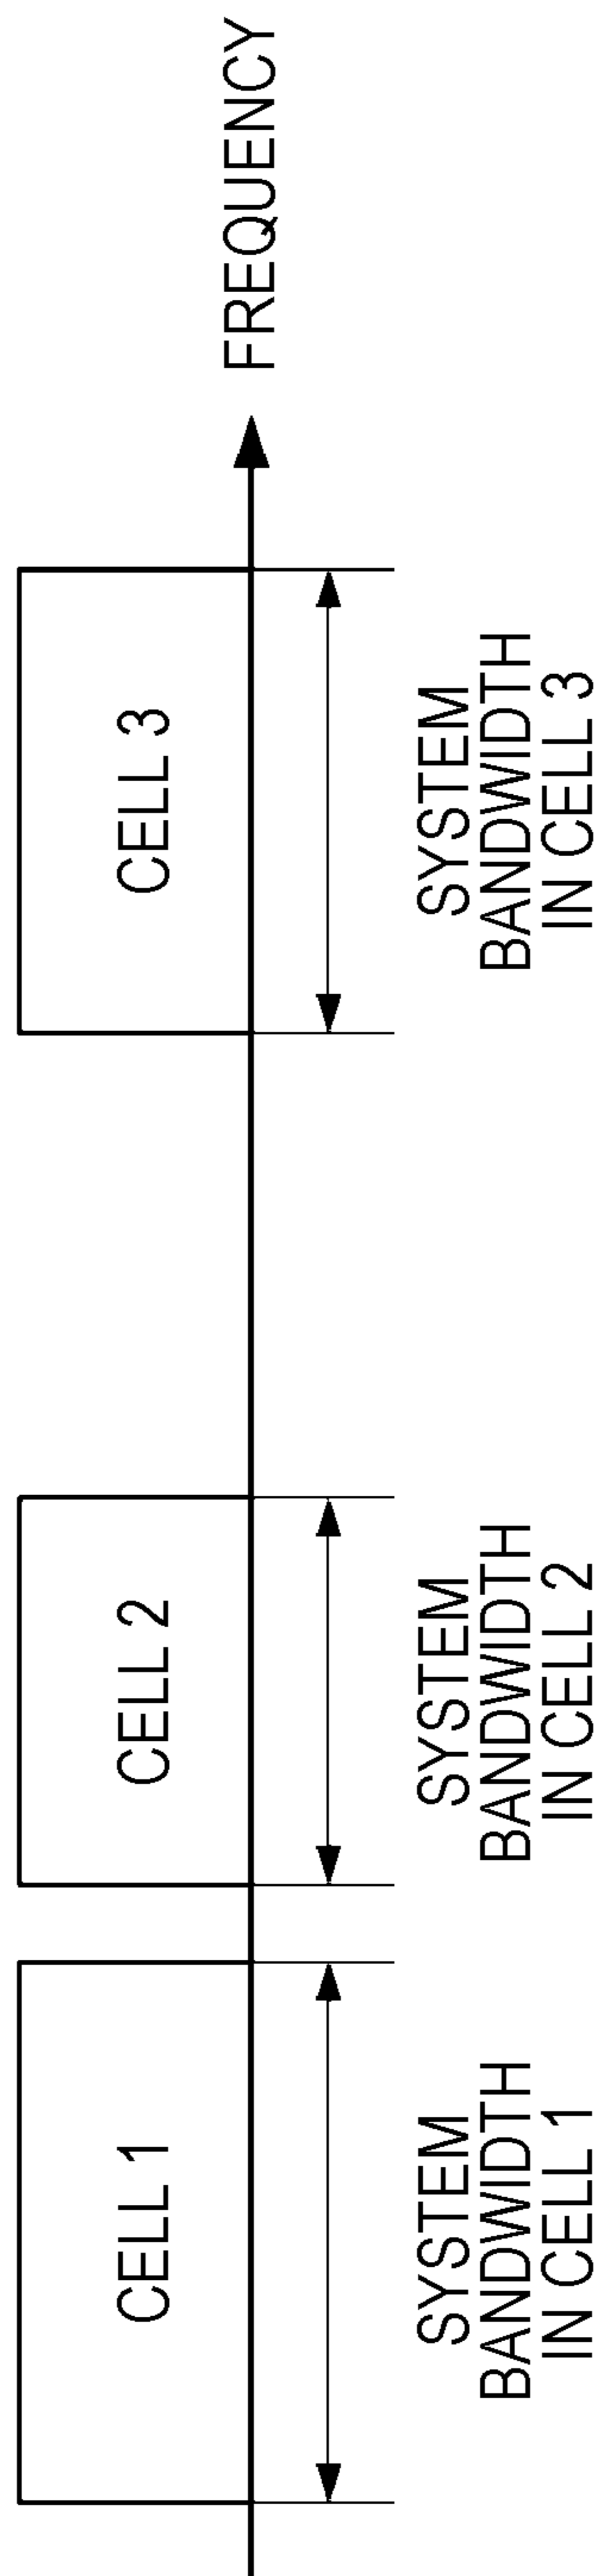 CELL 1
CELL 2
CELL 3
FREQUENCY
SYSTEM
BANDWIDTH
IN CELL 1
SYSTEM
BANDWIDTH
IN CELL 2
SYSTEM
BANDWIDTH
IN CELL 3